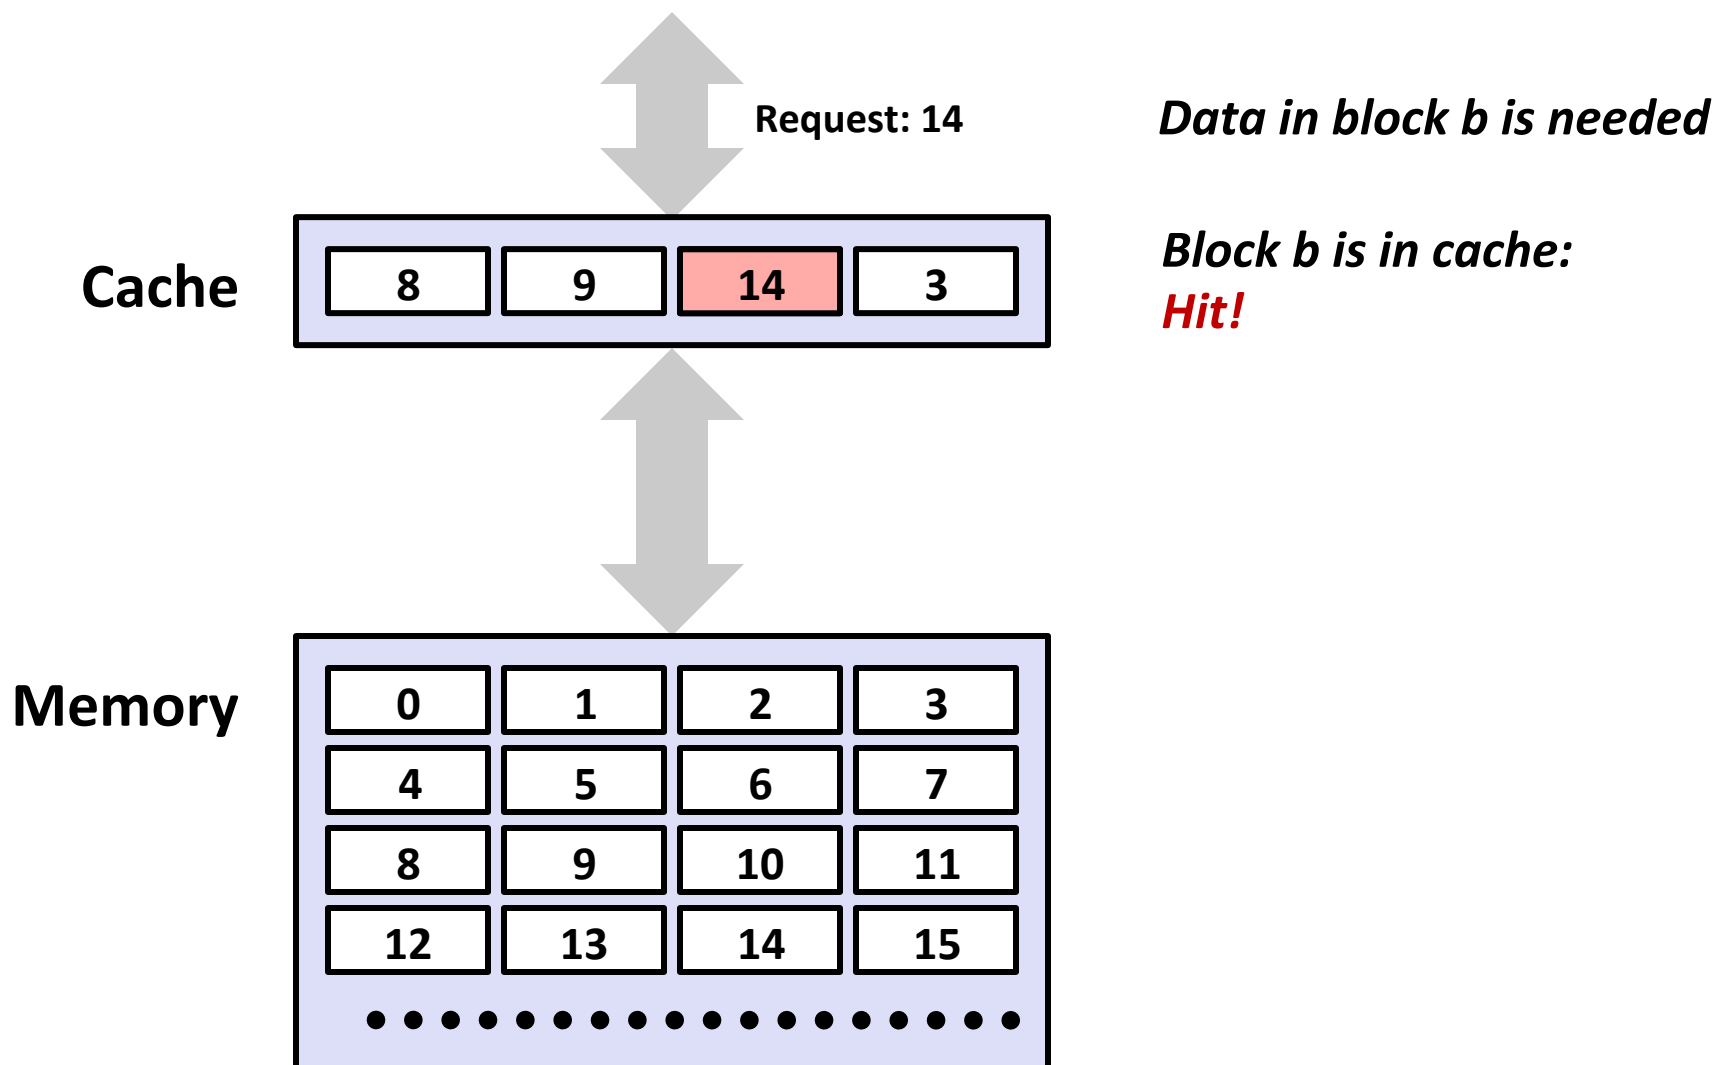 Request: 14
Data in block b is needed
Cache
8 9 14 3
Block b is in cache:
Hit!
Memory
0 1 2 3
4 5 6 7
8 9 10 11
12 13 14 15